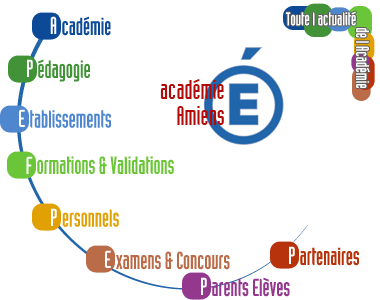 Académie
Toute l actualité
de l Académie
Pédagogie
académie
Amiens
É
Etablissements
Formations & Validations
Personnels
Examens & Concours
Partenaires
Parents Elèves